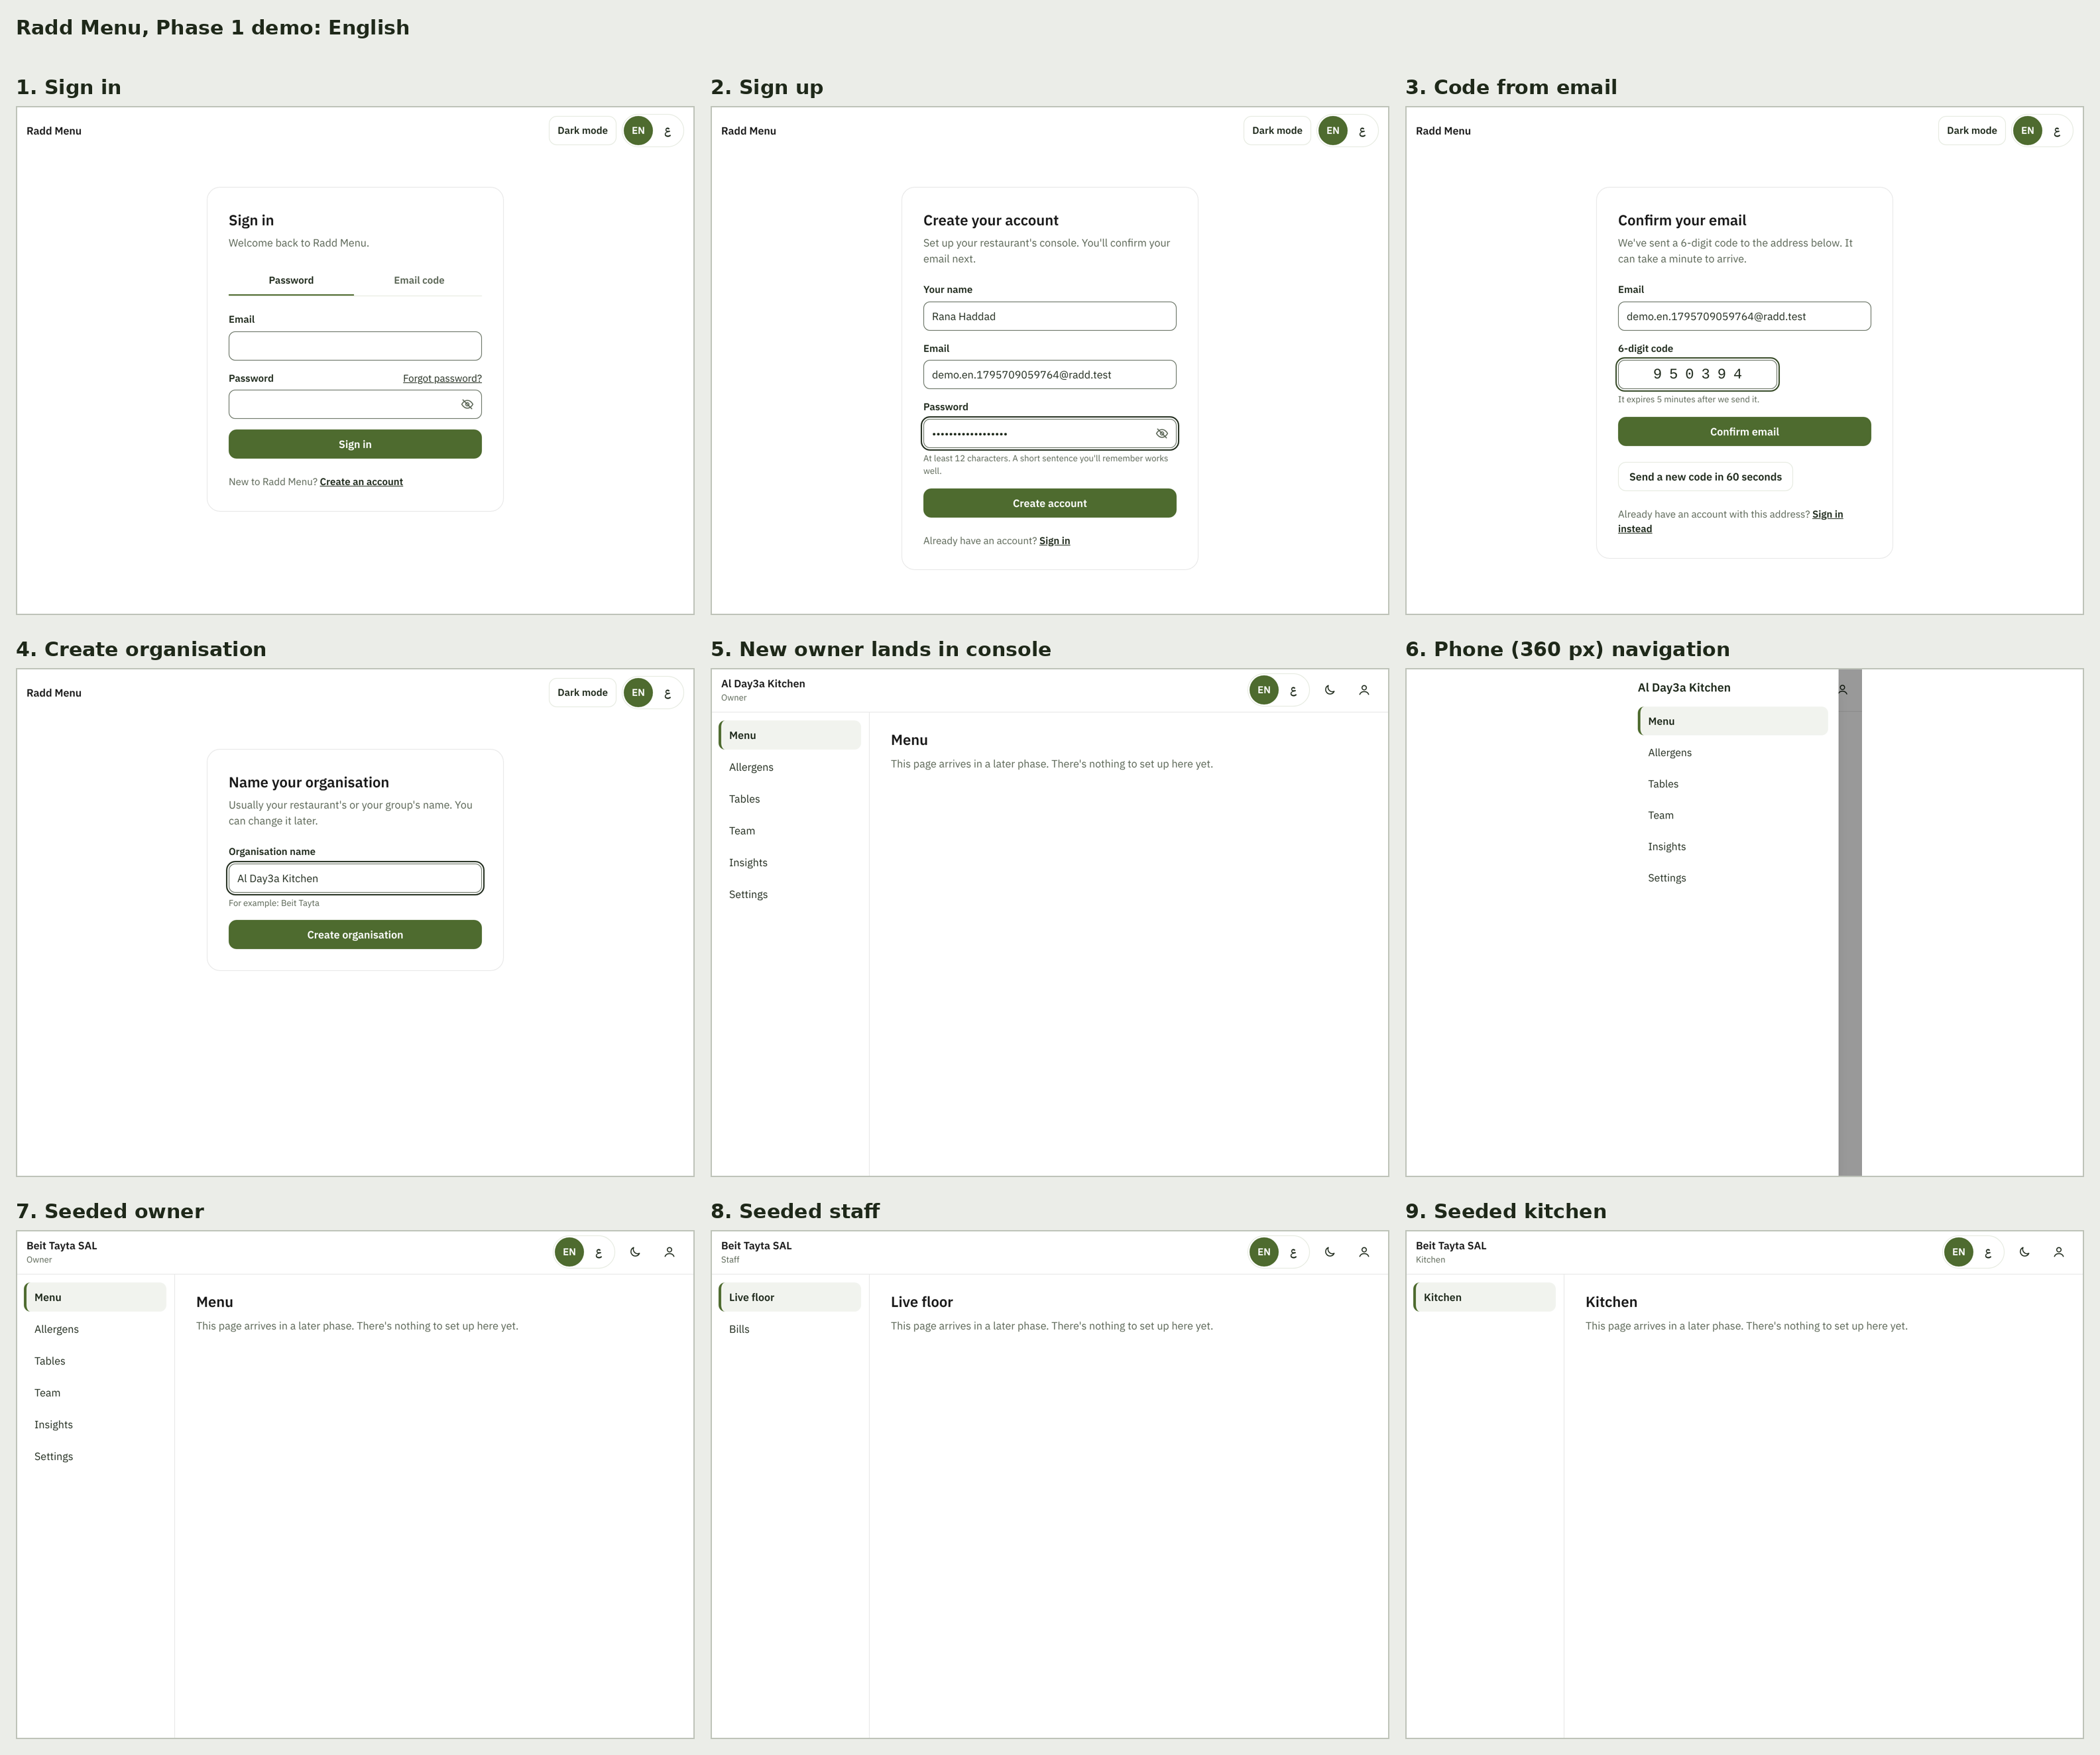 Radd Menu, Phase 1 demo: English
1. Sign in
Radd Menu
Dark mode
EN
ع
Sign in
Welcome back to Radd Menu.
Password
Email code
Email
Password
Forgot password?
Sign in
New to Radd Menu? Create an account
2. Sign up
Radd Menu
Dark mode
EN
ع
Create your account
Set up your restaurant's console. You'll confirm your
email next.
Your name
Rana Haddad
Email
demo.en.1795709059764@radd.test
Password
At least 12 characters. A short sentence you'll remember works
well.
Create account
Already have an account? Sign in
3. Code from email
Radd Menu
Dark mode
EN
ع
Confirm your email
We've sent a 6-digit code to the address below. It
can take a minute to arrive.
Email
demo.en.1795709059764@radd.test
6-digit code
950394
It expires 5 minutes after we send it.
Confirm email
Send a new code in 60 seconds
Already have an account with this address? Sign in
instead
4. Create organisation
Radd Menu
Dark mode
EN
ع
Name your organisation
Usually your restaurant's or your group's name. You
can change it later.
Organisation name
Al Day3a Kitchen
For example: Beit Tayta
Create organisation
5. New owner lands in console
Al Day3a Kitchen
Owner
EN
ع
Menu
Allergens
Tables
Team
Insights
Settings
Menu
This page arrives in a later phase. There's nothing to set up here yet.
6. Phone (360 px) navigation
Al Day3a Kitchen
Menu
Allergens
Tables
Team
Insights
Settings
7. Seeded owner
Beit Tayta SAL
Owner
EN
ع
Menu
Allergens
Tables
Team
Insights
Settings
Menu
This page arrives in a later phase. There's nothing to set up here yet.
8. Seeded staff
Beit Tayta SAL
Staff
EN
ع
Live floor
Bills
Live floor
This page arrives in a later phase. There's nothing to set up here yet.
9. Seeded kitchen
Beit Tayta SAL
Kitchen
EN
ع
Kitchen
Kitchen
This page arrives in a later phase. There's nothing to set up here yet.